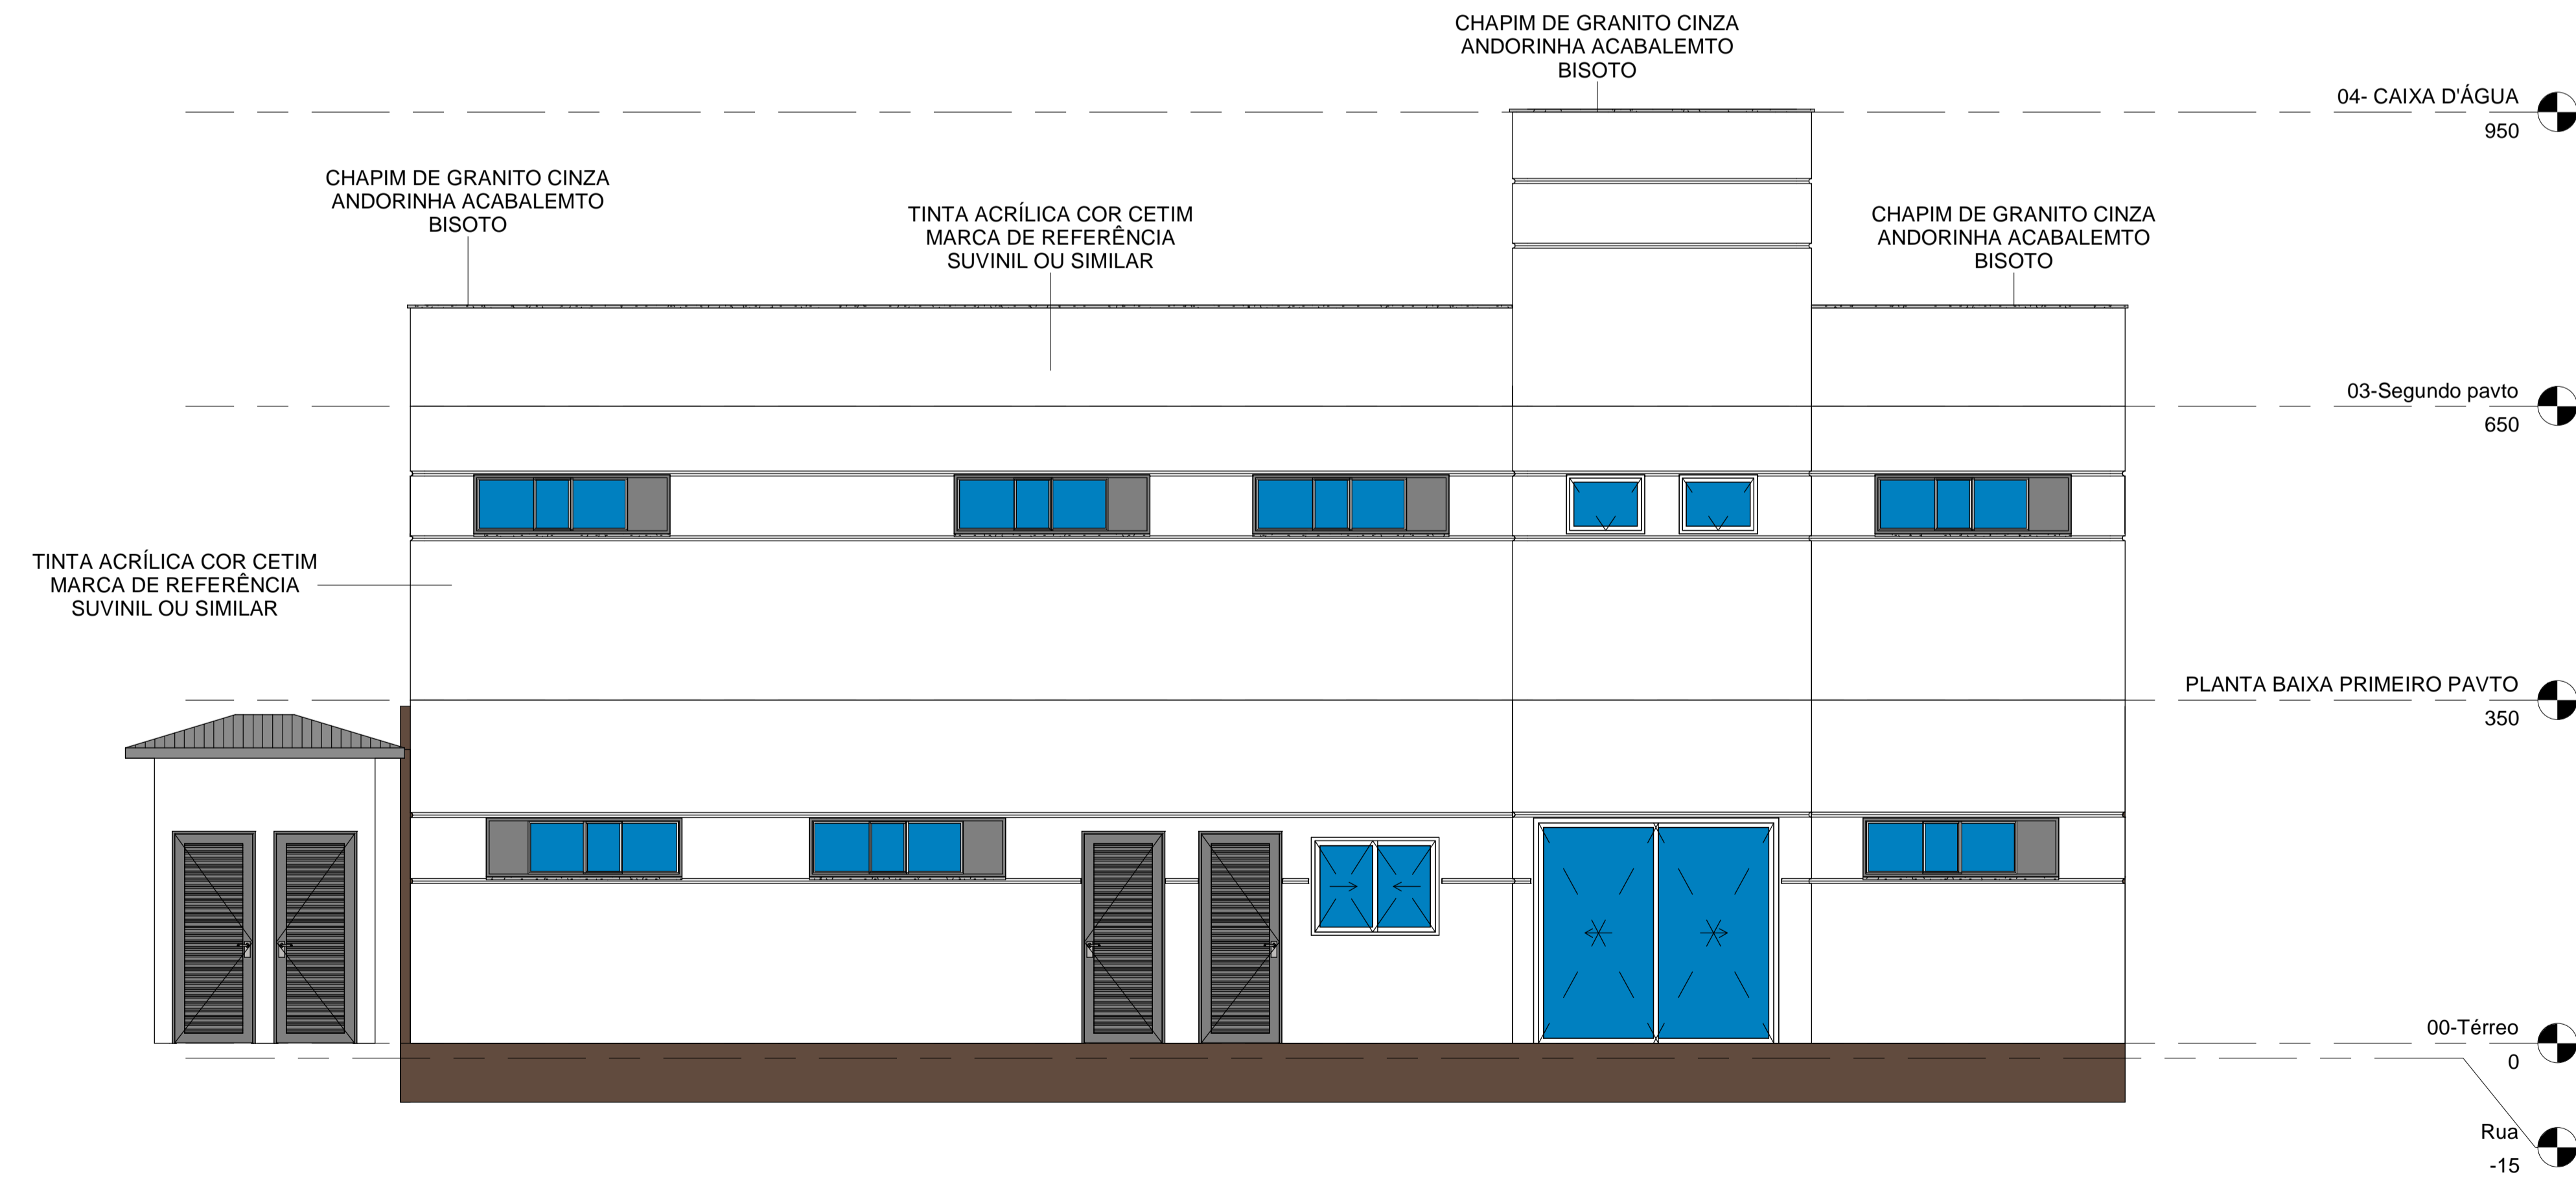 CHAPIM DE GRANITO CINZA
ANDORINHA ACABALEMTO
BISOTO
04- CAIXA D'ÁGUA
950
CHAPIM DE GRANITO CINZA
ANDORINHA ACABALEMTO
BISOTO
TINTA ACRÍLICA COR CETIM
MARCA DE REFERÊNCIA
SUVINIL OU SIMILAR
CHAPIM DE GRANITO CINZA
ANDORINHA ACABALEMTO
BISOTO
03-Segundo pavto
650
TINTA ACRÍLICA COR CETIM
MARCA DE REFERÊNCIA
SUVINIL OU SIMILAR
PLANTA BAIXA PRIMEIRO PAVTO
350
00-Térreo
0
Rua
-15